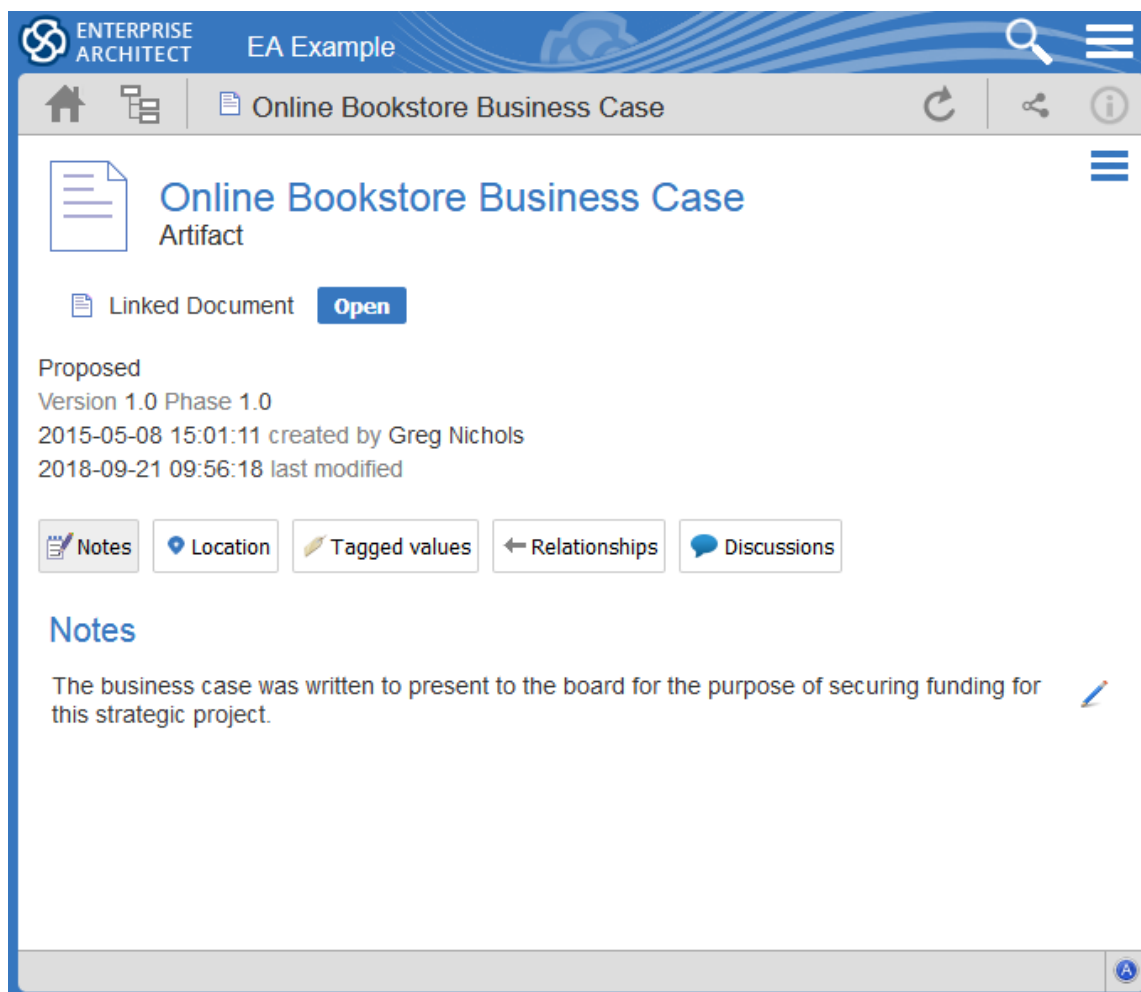 ENTERPRISE
ARCHITECT
EA Example
Online Bookstore Business Case
Online Bookstore Business Case
Artifact
Linked Document Open
Proposed
Version 1.0 Phase 1.0
2015-05-08 15:01:11 created by Greg Nichols
2018-09-21 09:56:18 last modified
Notes Location Tagged values Relationships Discussions
Notes
The business case was written to present to the board for the purpose of securing funding for
this strategic project.
A